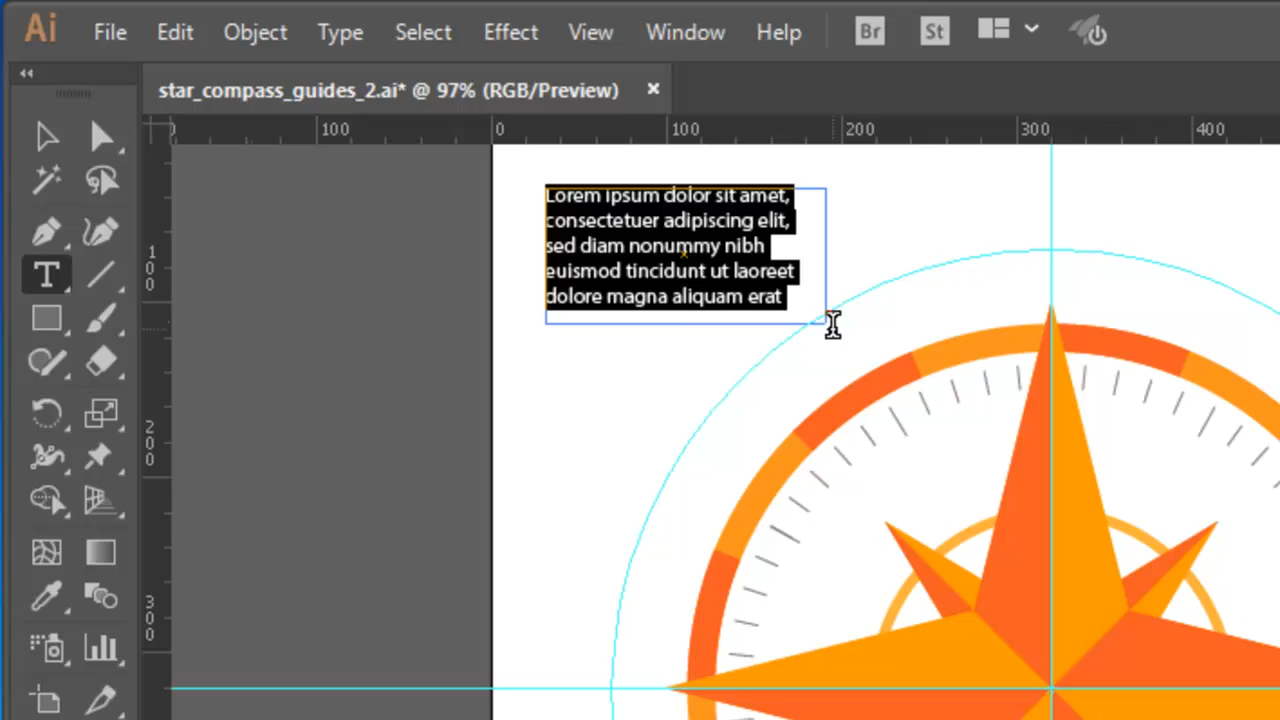 Ai File Edit Object Type Select Effect View Window Help Br St
star_compass_guides_2.ai* @ 97% (RGB/Preview) ×
100 0 100 200 300 400
Lorem ipsum dolor sit amet,
consectetuer adipiscing elit,
sed diam nonummy nibh
euismod tincidunt ut laoreet
dolore magna aliquam erat
T
100
200
300